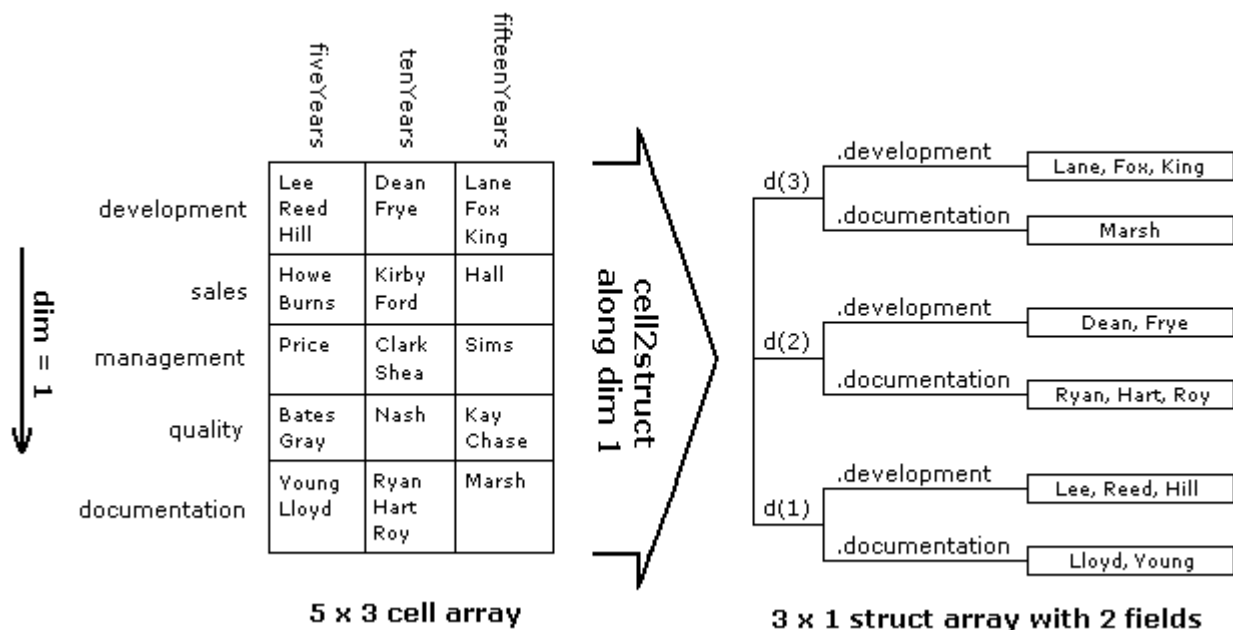 fiveYears
tenYears
fifteenYears
development
Lee
Reed
Hill
Dean
Frye
Lane
Fox
King
sales
Howe
Burns
Kirby
Ford
Hall
management
Price
Clark
Shea
Sims
quality
Bates
Gray
Nash
Kay
Chase
documentation
Young
Lloyd
Ryan
Hart
Roy
Marsh
dim = 1
5 x 3 cell array
cell2struct
along dim 1
d(3)
.development
Lane, Fox, King
.documentation
Marsh
d(2)
.development
Dean, Frye
.documentation
Ryan, Hart, Roy
d(1)
.development
Lee, Reed, Hill
.documentation
Lloyd, Young
3 x 1 struct array with 2 fields